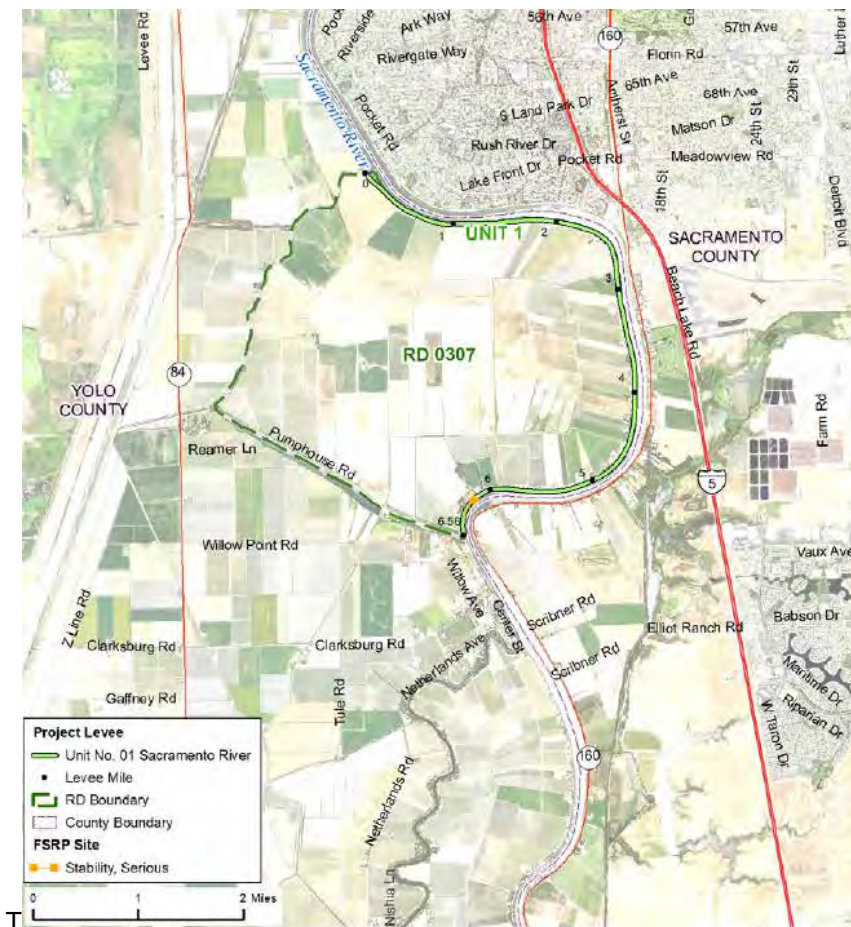 56th Ave
57th Ave
Luther
Levee Rd
Ark Way
Riverside
160
Florin Rd
Rivergate Way
65th Ave
29th St
Amherst St
68th Ave
Sacramento River
Pocket Rd
S Land Park Dr
24th St
Matson Dr
Rush River Dr
Pocket Rd
Meadowview Rd
Lake Front Dr
0
18th St
Detroit Blvd
1
UNIT 1
2
SACRAMENTO
COUNTY
3
Beach Lake Rd
RD 0307
84
YOLO
COUNTY
4
Farm Rd
Reamer Ln
Pumphouse Rd
5
6
5
6.56
Willow Point Rd
Vaux Ave
Willow Ave
Center St
Z Line Rd
Scribner Rd
Elliot Ranch Rd
Babson Dr
Clarksburg Rd
Clarksburg Rd
Netherlands Ave
Scribner Rd
Maritime Dr
Gaffney Rd
Tule Rd
Riparian Dr
W Taron Dr
160
Netherlands Rd
Nishia Ln
Project Levee
Unit No. 01 Sacramento River
Levee Mile
RD Boundary
County Boundary
FSRP Site
Stability, Serious
0 1 2 Miles
T